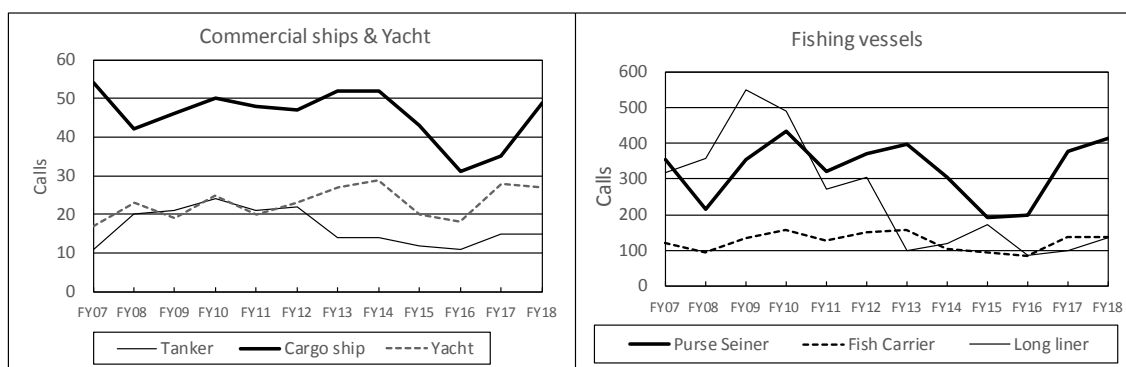 Commercial ships & Yacht
60
50
40
30
20
10
0
Calls
FY07 FY08 FY09 FY10 FY11 FY12 FY13 FY14 FY15 FY16 FY17 FY18
Tanker Cargo ship Yacht
Fishing vessels
600
500
400
300
200
100
0
Calls
FY07 FY08 FY09 FY10 FY11 FY12 FY13 FY14 FY15 FY16 FY17 FY18
Purse Seiner Fish Carrier Long liner